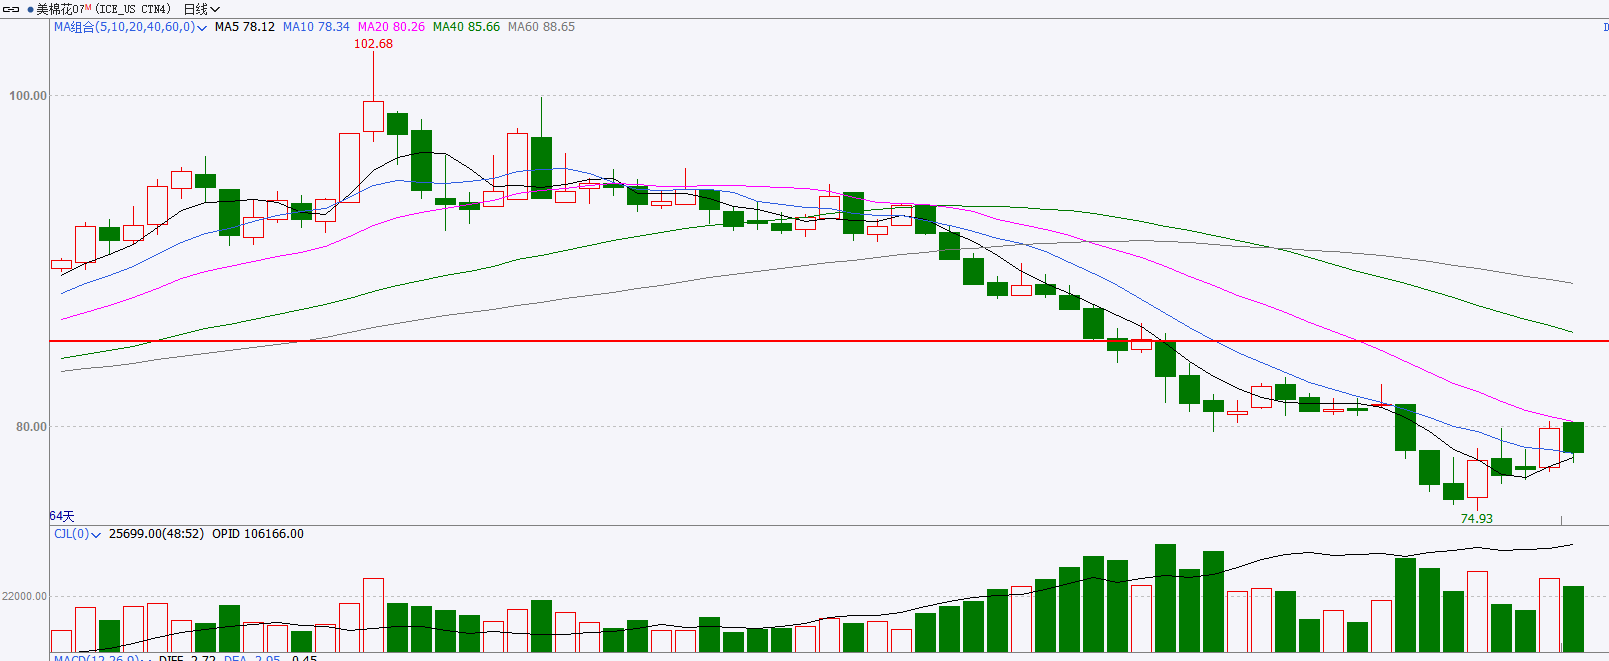 美棉花07M(ICE_US CTN4) 日线
MA组合(5,10,20,40,60,0) MA5 78.12 MA10 78.34 MA20 80.26 MA40 85.66 MA60 88.65
102.68
100.00
80.00
74.93
64天
CJL(0) 25699.00(48:52) OPID 106166.00
22000.00
MACD(12,26,9) DIFF -2.72 DEA -2.95 0.45